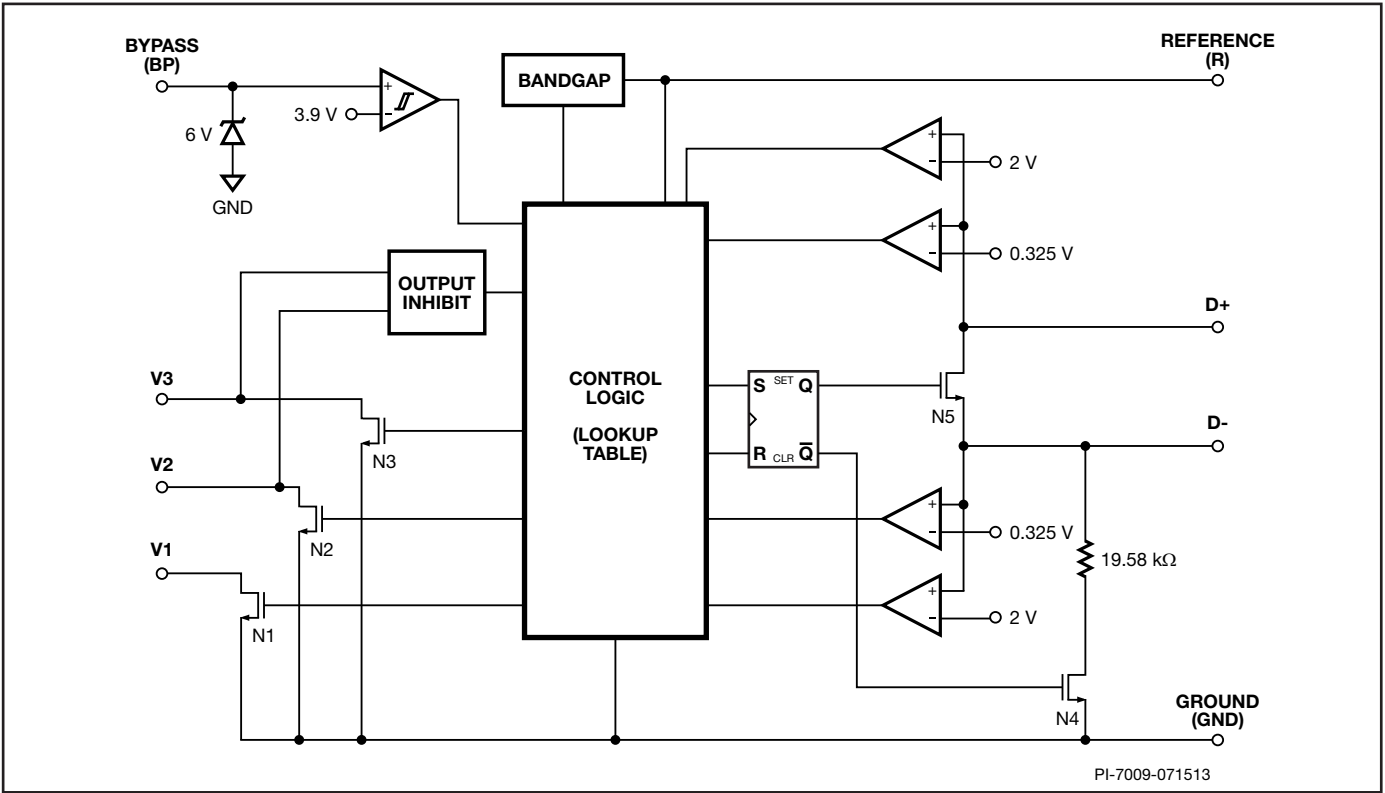 BYPASS
(BP)
REFERENCE
(R)
BANDGAP
+
-
3.9 V
6 V
GND
+
-
2 V
+
-
0.325 V
OUTPUT
INHIBIT
D+
V3
CONTROL
LOGIC
(LOOKUP
TABLE)
S SET Q
R CLR Q̅
N5
D-
N3
V2
N2
+
-
0.325 V
19.58 kΩ
V1
N1
+
-
2 V
N4
GROUND
(GND)
PI-7009-071513